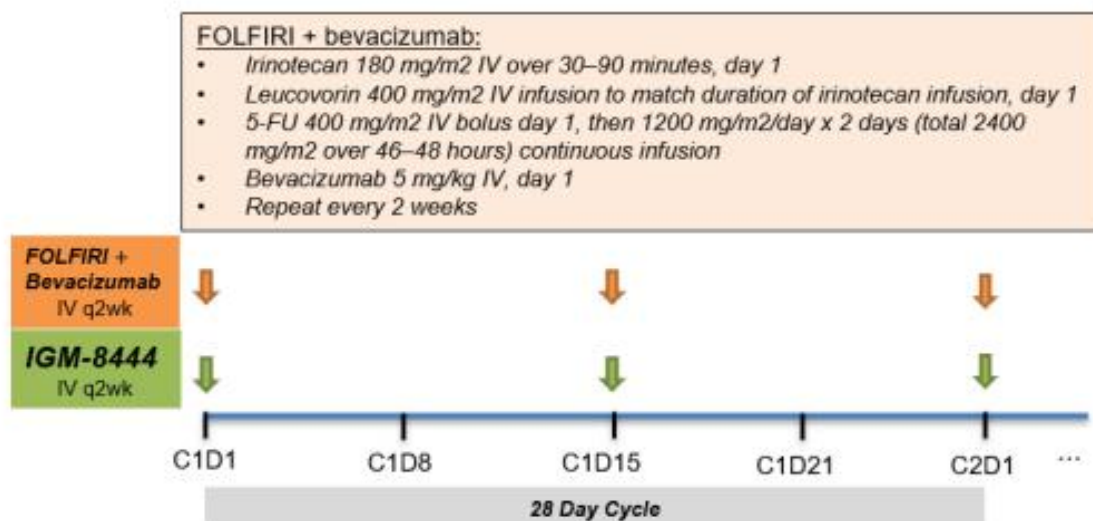 FOLFIRI + bevacizumab:
• Irinotecan 180 mg/m2 IV over 30–90 minutes, day 1
• Leucovorin 400 mg/m2 IV infusion to match duration of irinotecan infusion, day 1
• 5-FU 400 mg/m2 IV bolus day 1, then 1200 mg/m2/day x 2 days (total 2400
mg/m2 over 46–48 hours) continuous infusion
• Bevacizumab 5 mg/kg IV, day 1
• Repeat every 2 weeks
FOLFIRI +
Bevacizumab
IV q2wk
IGM-8444
IV q2wk
C1D1 C1D8 C1D15 C1D21 C2D1 ...
28 Day Cycle